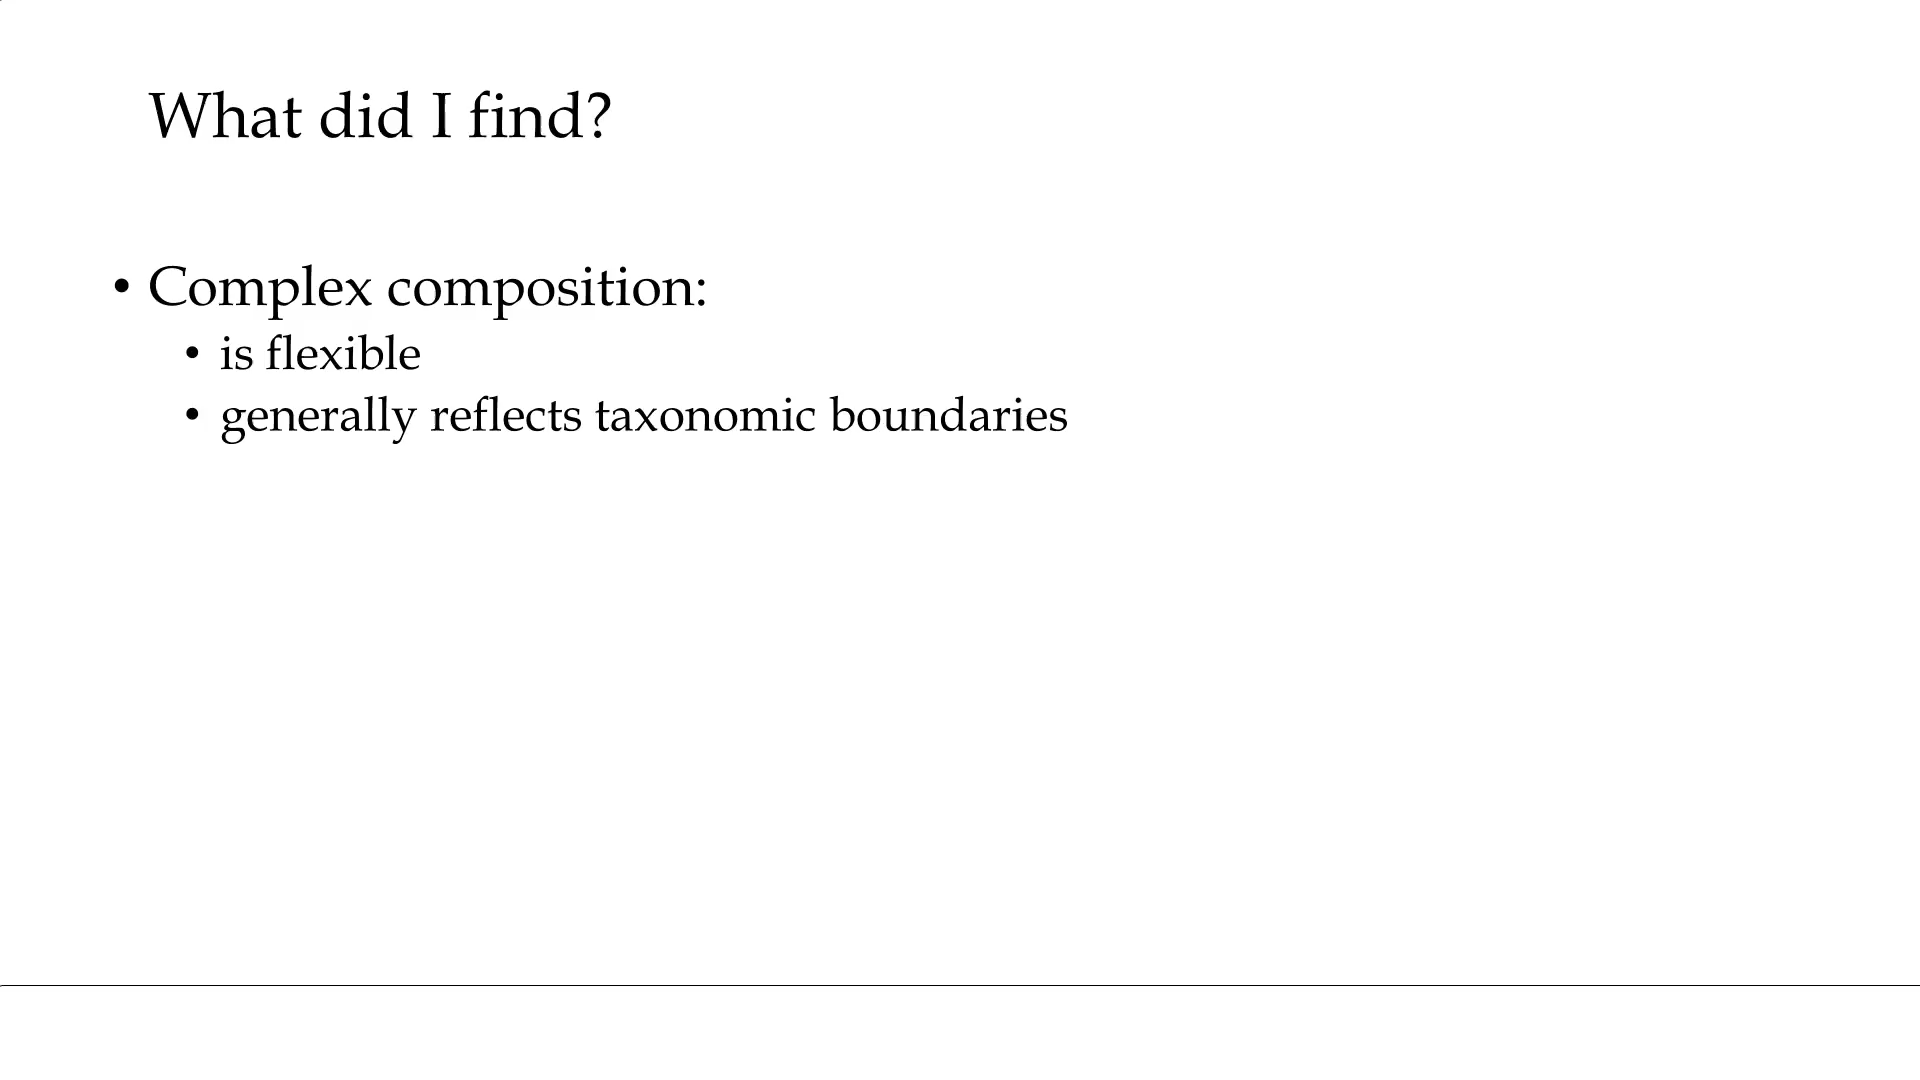 What did I find?
• Complex composition:
• is flexible
• generally reflects taxonomic boundaries